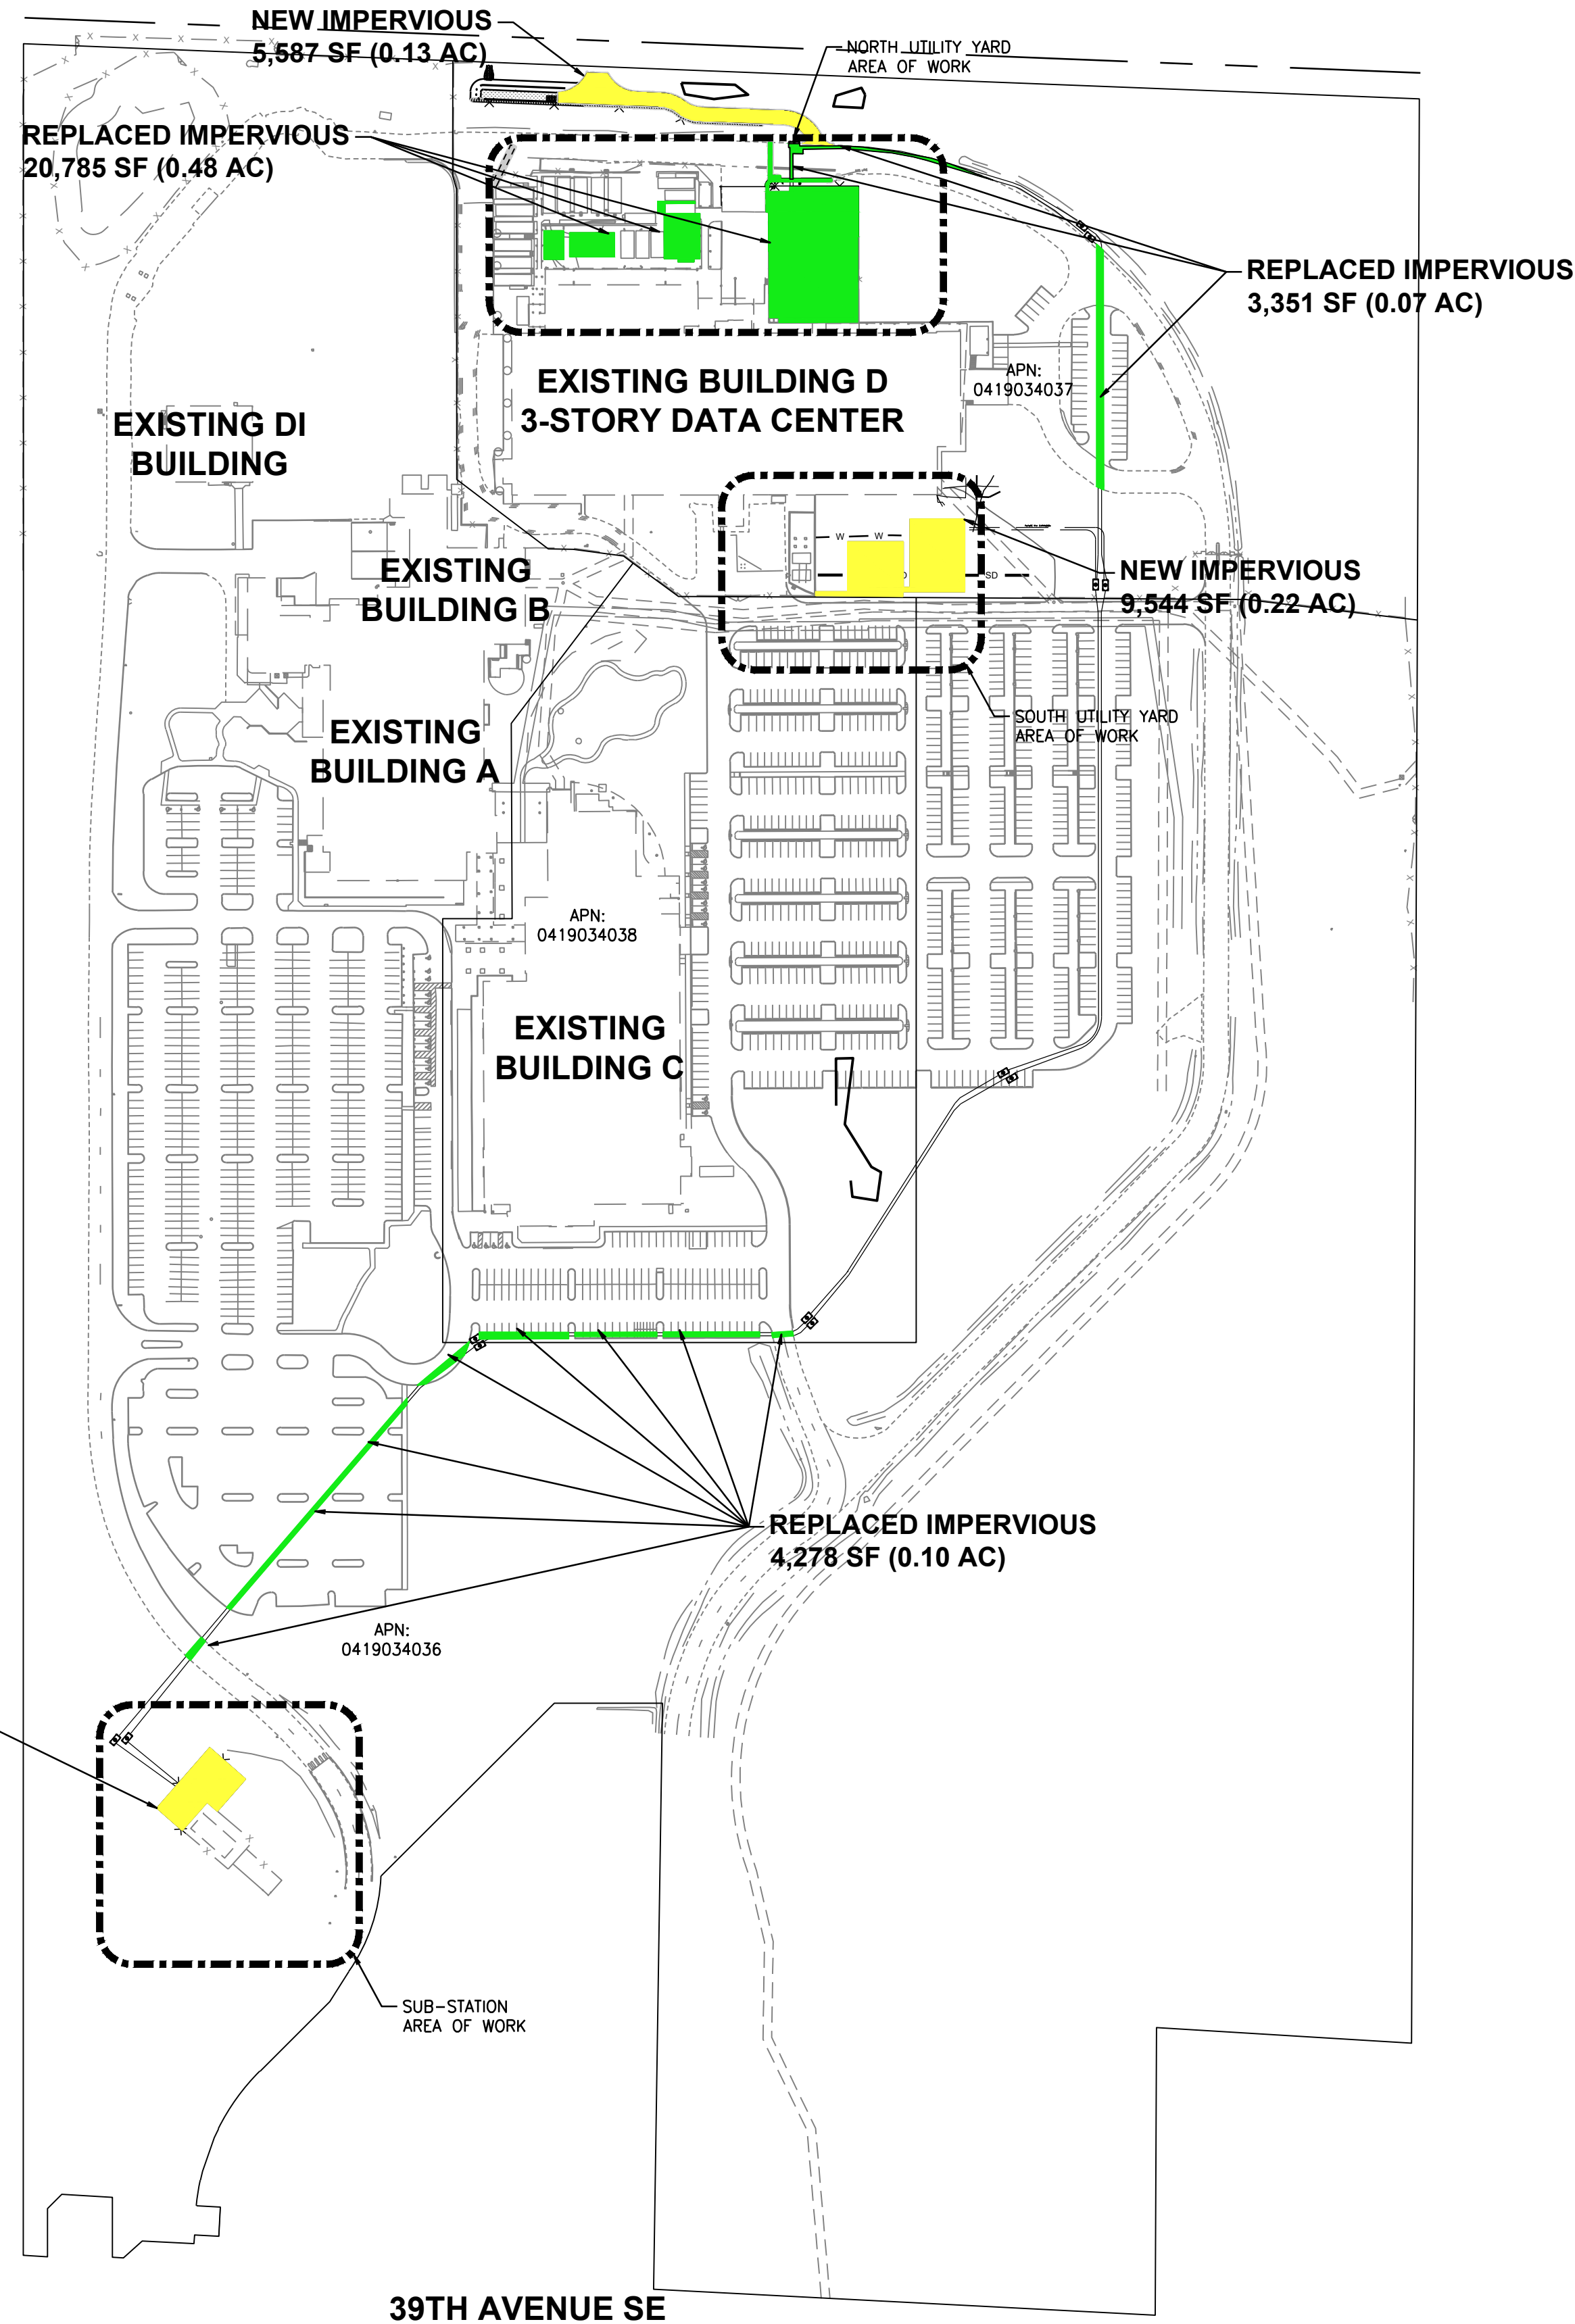 NEW IMPERVIOUS
5,587 SF (0.13 AC)
NORTH UTILITY YARD
AREA OF WORK
REPLACED IMPERVIOUS
20,785 SF (0.48 AC)
REPLACED IMPERVIOUS
3,351 SF (0.07 AC)
EXISTING BUILDING D
3-STORY DATA CENTER
APN:
0419034037
EXISTING DI
BUILDING
W W
SD
NEW IMPERVIOUS
9,544 SF (0.22 AC)
EXISTING
BUILDING B
SOUTH UTILITY YARD
AREA OF WORK
EXISTING
BUILDING A
APN:
0419034038
EXISTING
BUILDING C
REPLACED IMPERVIOUS
4,278 SF (0.10 AC)
APN:
0419034036
SUB-STATION
AREA OF WORK
39TH AVENUE SE